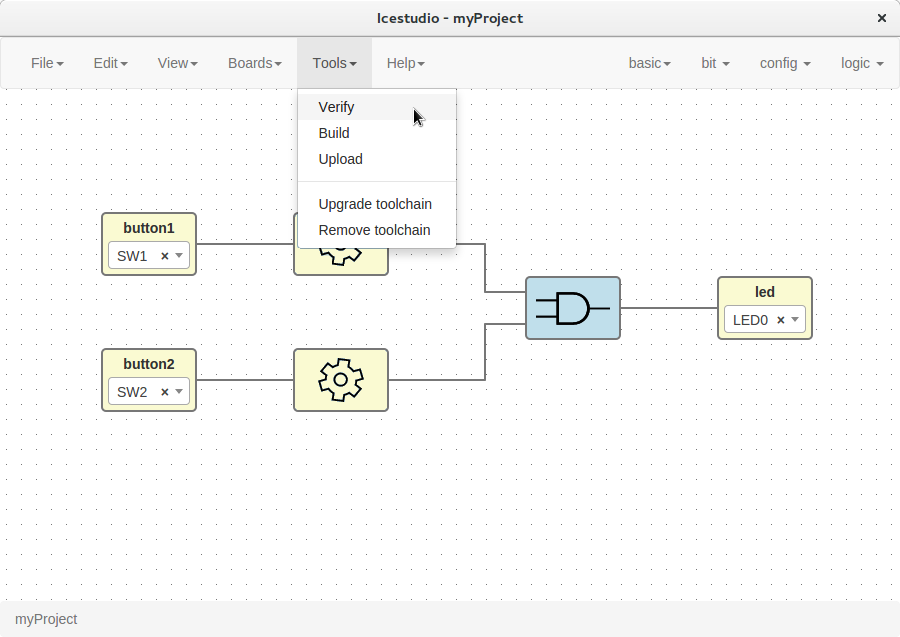 Icestudio - myProject
File Edit View Boards Tools Help basic bit config logic
Verify
Build
Upload
Upgrade toolchain
Remove toolchain
button1
SW1
led
LED0
button2
SW2
myProject